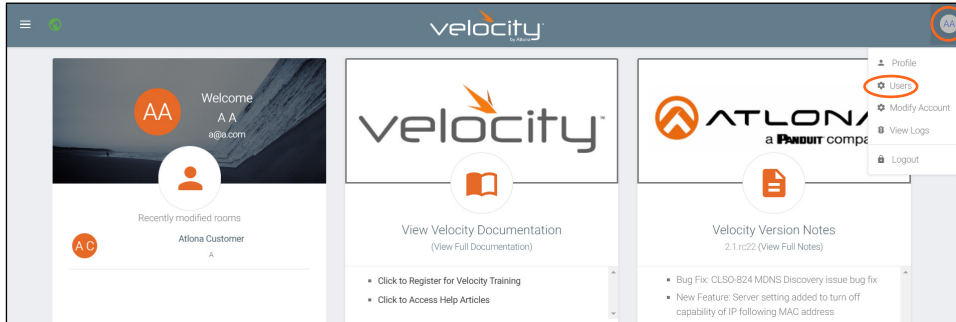 velocity
by Atlona
AA
Profile
Users
Modify Account
View Logs
Logout
AA
Welcome
A A
a@a.com
Recently modified rooms
A C
Atlona Customer
A
velocity
View Velocity Documentation
(View Full Documentation)
Click to Register for Velocity Training
Click to Access Help Articles
ATLONA
a PANDUIT compa
Velocity Version Notes
2.1.rc22 (View Full Notes)
Bug Fix: CLSO-824 MDNS Discovery issue bug fix
New Feature: Server setting added to turn off
capability of IP following MAC address